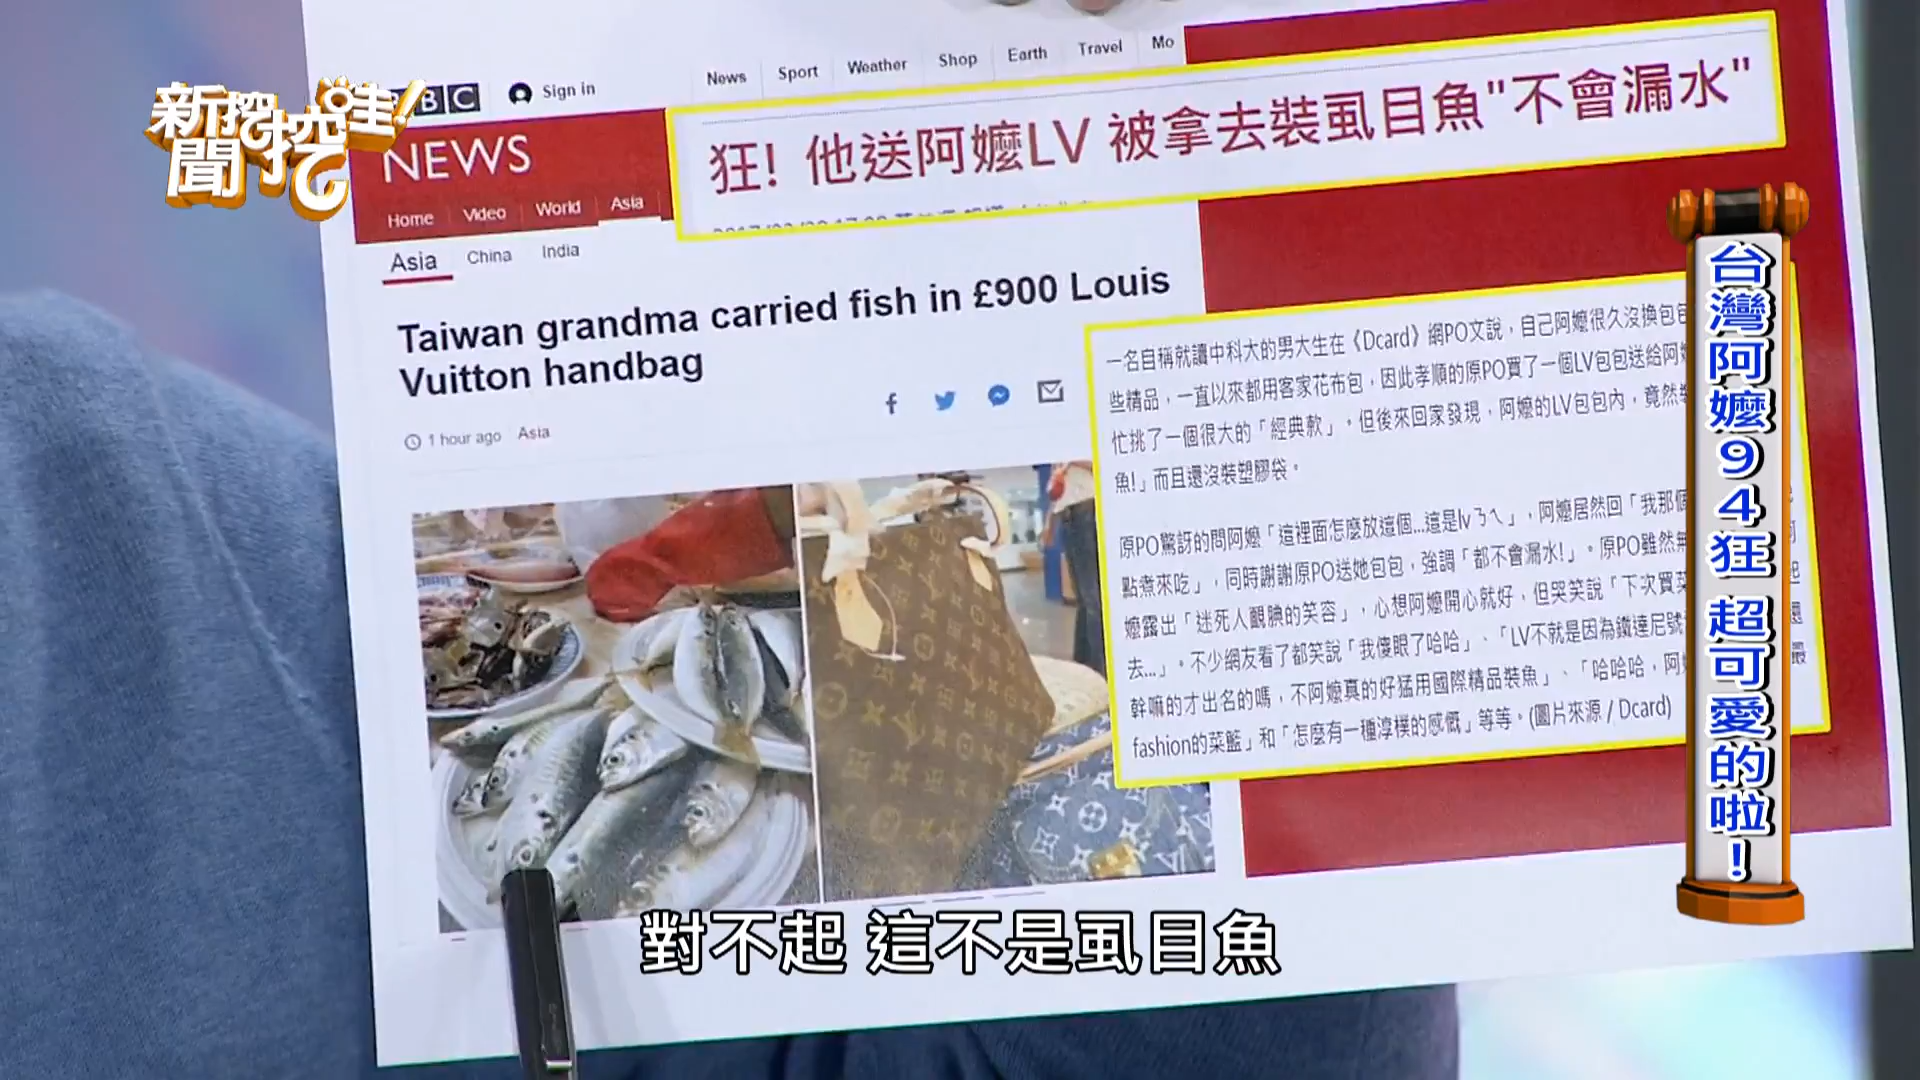 新聞挖挖哇!
BBC
Sign in
News
Sport
Weather
Shop
Earth
Travel
Mo
NEWS
Home
Video
World
Asia
Asia
China
India
狂! 他送阿嬤LV 被拿去裝虱目魚"不會漏水"
Taiwan grandma carried fish in £900 Louis
Vuitton handbag
1 hour ago
Asia
一名自稱就讀中科大的男大生在《Dcard》網PO文說，自己阿嬤很久沒換包
些精品，一直以來都用客家花布包，因此孝順的原PO買了一個LV包包送給阿
忙挑了一個很大的「經典款」。但後來回家發現，阿嬤的LV包包內，竟然
魚!」而且還沒裝塑膠袋。
原PO驚訝的問阿嬤「這裡面怎麼放這個...這是lvㄋㄟ」，阿嬤居然回「我那
點煮來吃」，同時謝謝原PO送她包包，強調「都不會漏水!」。原PO雖然
嬤露出「迷死人靦腆的笑容」，心想阿嬤開心就好，但哭笑說「下次買菜
去...」。不少網友看了都笑說「我傻眼了哈哈」、「LV不就是因為鐵達尼號
幹嘛的才出名的嗎，不阿嬤真的好猛用國際精品裝魚」、「哈哈哈，阿
fashion的菜籃」和「怎麼有一種淳樸的感慨」等等。(圖片來源 / Dcard)
台灣阿嬤94狂 超可愛的啦!
對不起 這不是虱目魚